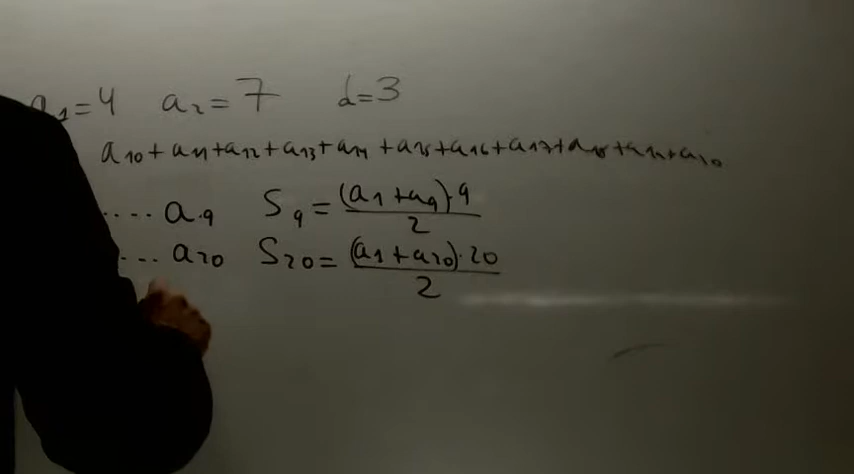 a₁=4 a₂=7 d=3
a₁₀+a₁₁+a₁₂+a₁₃+a₁₄+a₁₅+a₁₆+a₁₇+a₁₈+a₁₉+a₂₀
....a.₉ S₉=(a₁+a₉)·9/2
...a₂₀ S₂₀=(a₁+a₂₀)·20/2